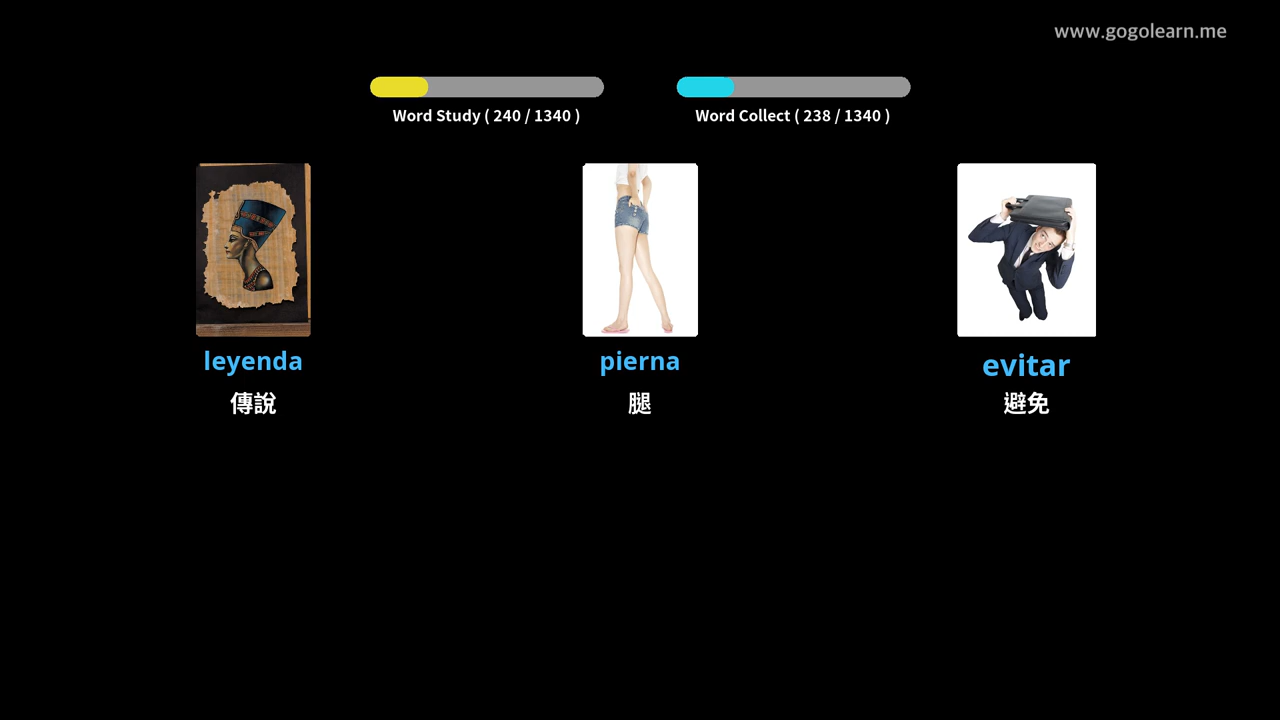 www.gogolearn.me
Word Study ( 240 / 1340 )
Word Collect ( 238 / 1340 )
leyenda
傳說
pierna
腿
evitar
避免